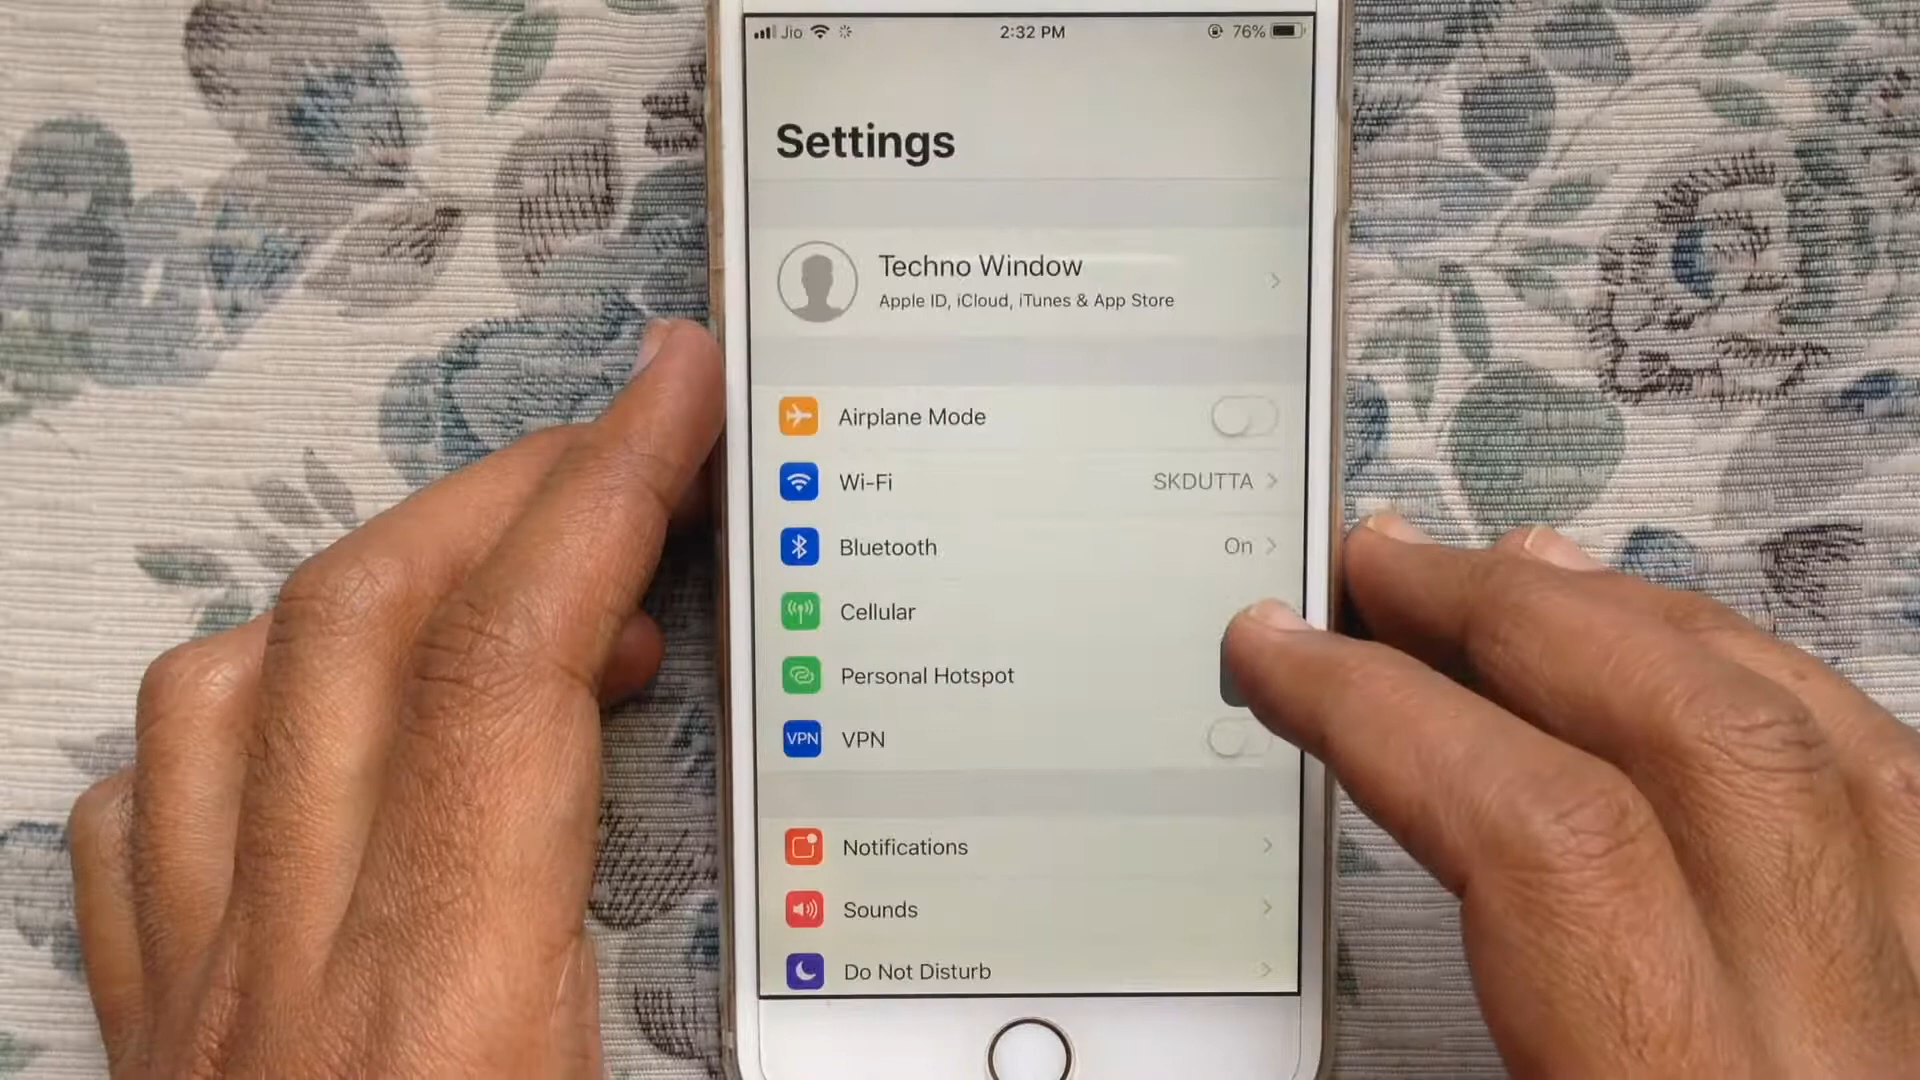 Jio 2:32 PM 76%
Settings
Techno Window
Apple ID, iCloud, iTunes & App Store
Airplane Mode
Wi-Fi SKDUTTA
Bluetooth On
Cellular
Personal Hotspot
VPN VPN
Notifications
Sounds
Do Not Disturb